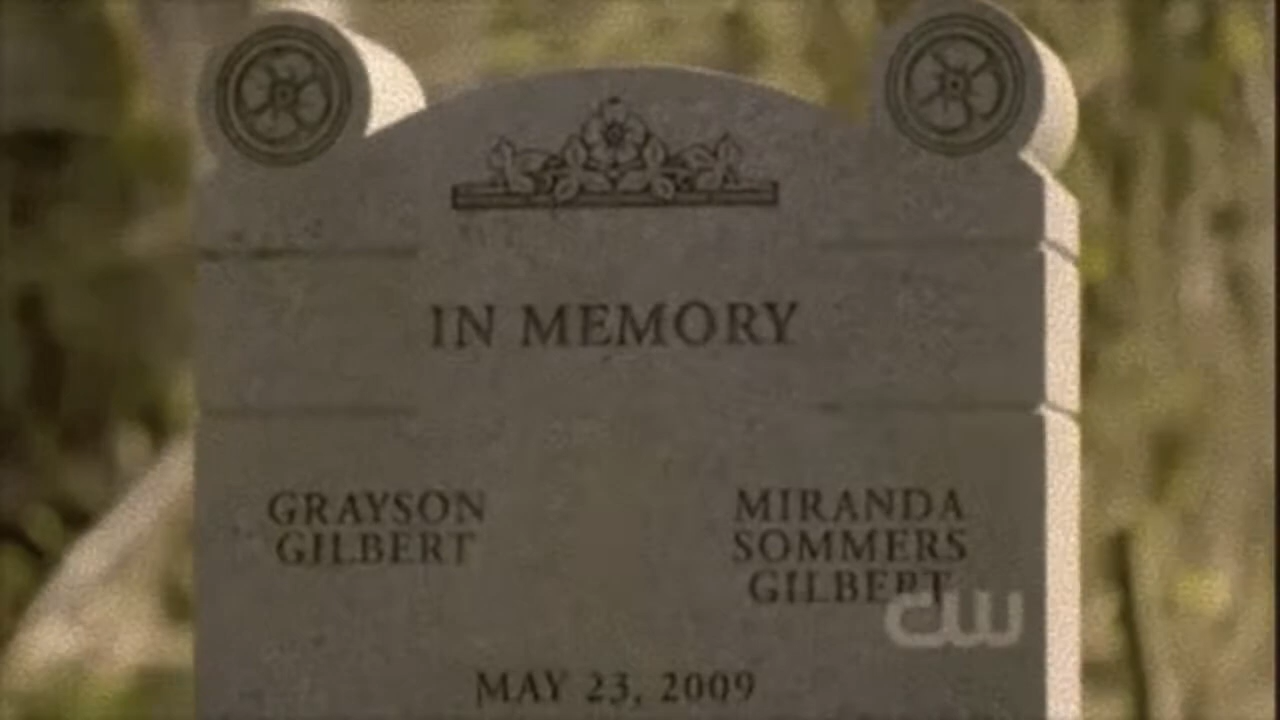 IN MEMORY
GRAYSON
GILBERT
MIRANDA
SOMMERS
GILBERT
CW
MAY 23, 2009